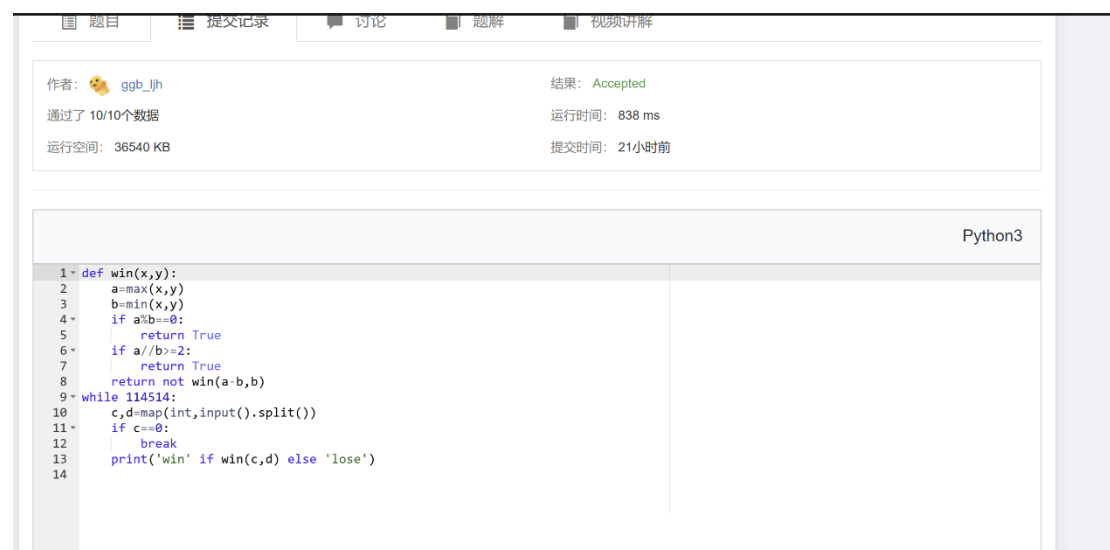 题目 提交记录 讨论 题解 视频讲解
作者: ggb_ljh 结果: Accepted
通过了 10/10个数据 运行时间: 838 ms
运行空间: 36540 KB 提交时间: 21小时前
Python3
1 def win(x,y):
2     a=max(x,y)
3     b=min(x,y)
4     if a%b==0:
5         return True
6     if a//b>=2:
7         return True
8     return not win(a-b,b)
9 while 114514:
10     c,d=map(int,input().split())
11     if c==0:
12         break
13     print('win' if win(c,d) else 'lose')
14